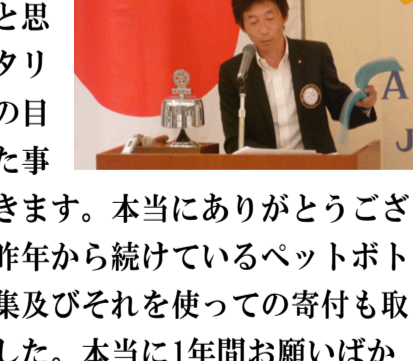 と思
タリ
の目
た事
きます。本当にありがとうござ
昨年から続けているペットボト
集及びそれを使っての寄付も取
した。本当に1年間お願いばか
A
J